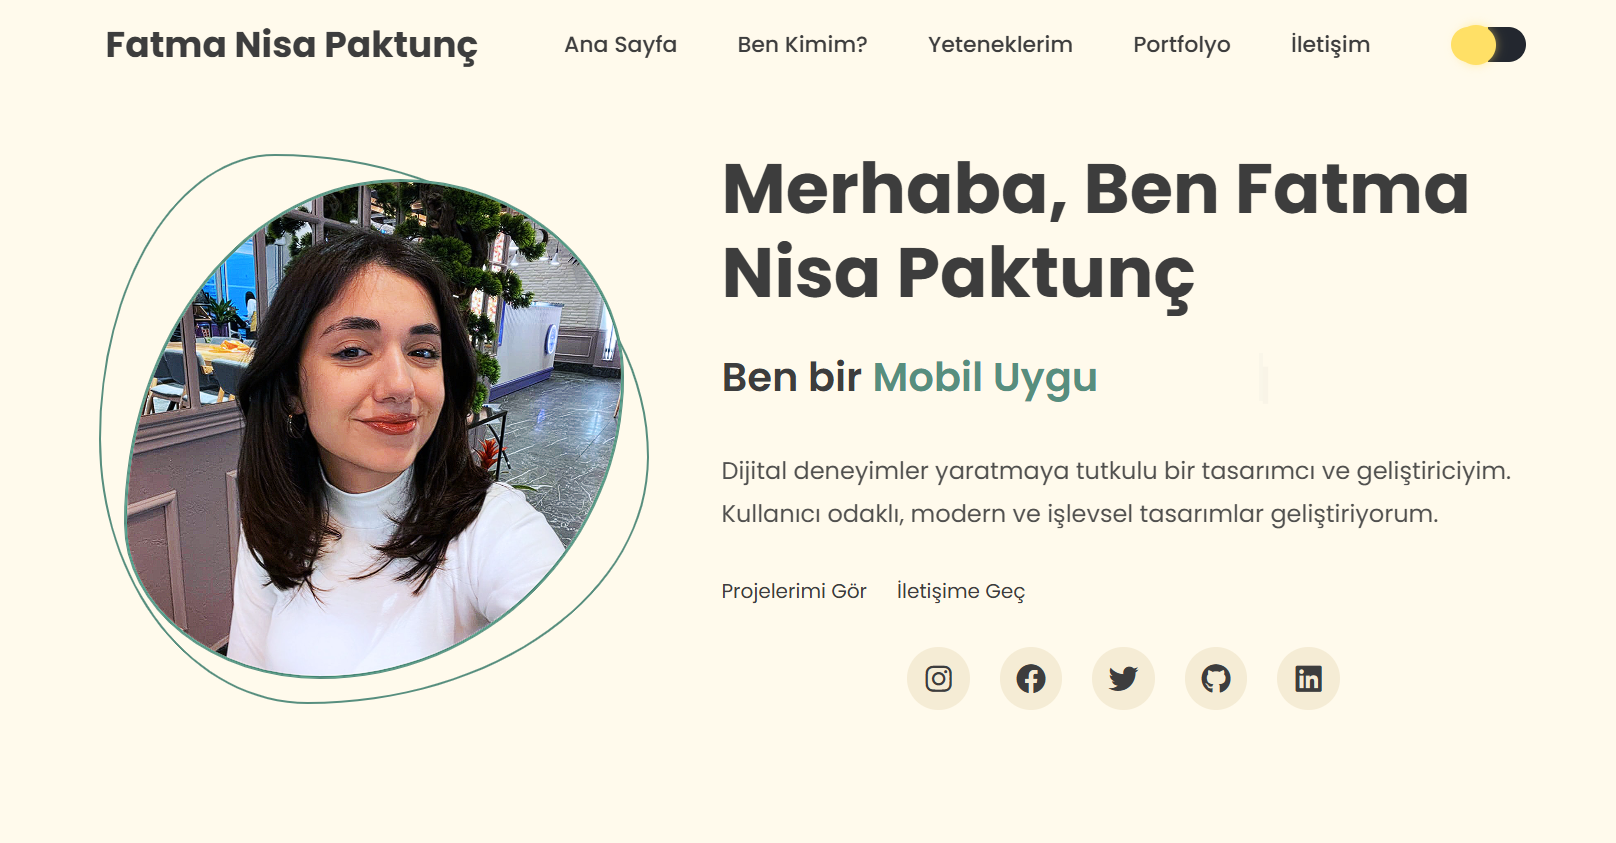 Fatma Nisa Paktunç
Ana Sayfa
Ben Kimim?
Yeteneklerim
Portfolyo
İletişim
Merhaba, Ben Fatma
Nisa Paktunç
Ben bir Mobil Uygu
Dijital deneyimler yaratmaya tutkulu bir tasarımcı ve geliştiriciyim.
Kullanıcı odaklı, modern ve işlevsel tasarımlar geliştiriyorum.
Projelerimi Gör
İletişime Geç